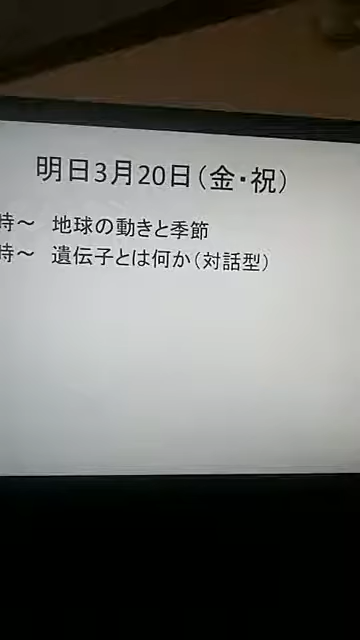 明日3月20日(金・祝)
時～ 地球の動きと季節
時～ 遺伝子とは何か(対話型)